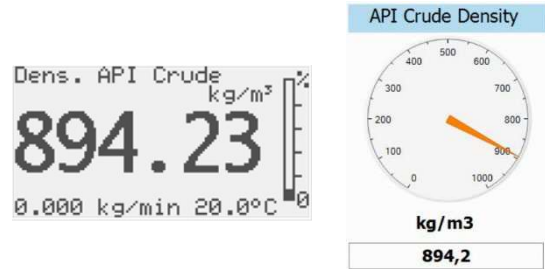 Dens. API Crude
kg/m³
%
894.23
0.000 kg/min 20.0°C
0
API Crude Density
500
400 600
300 700
200 800
100 900
0 1000
kg/m3
894,2